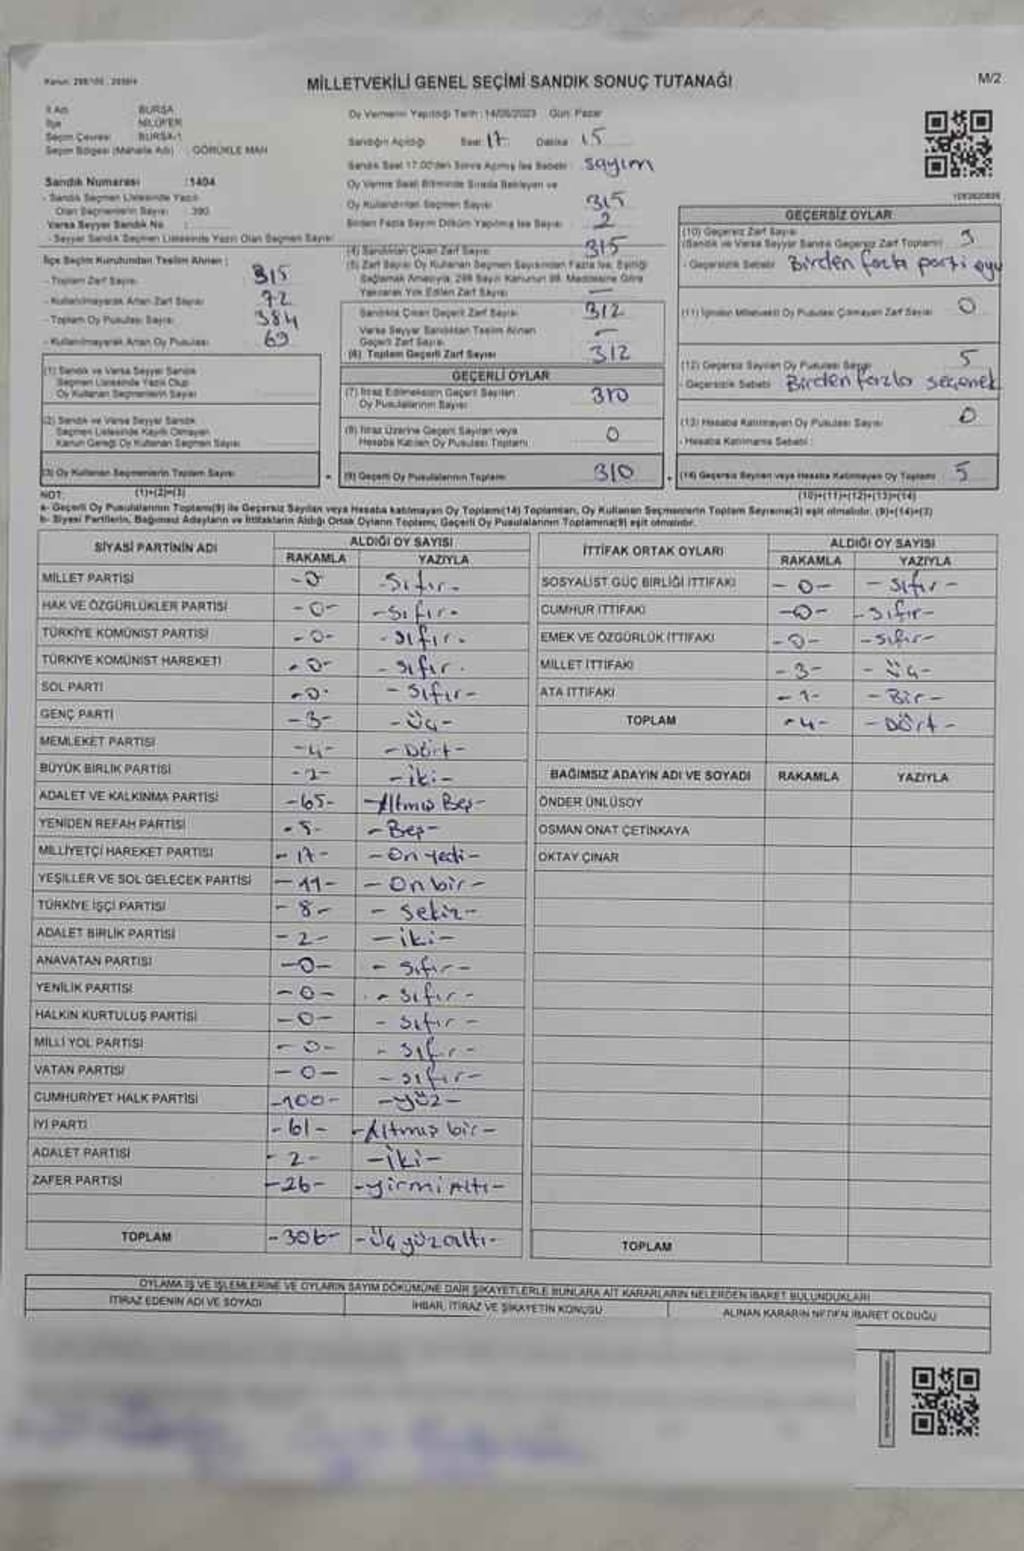 MİLLETVEKİLİ GENEL SEÇİMİ SANDIK SONUÇ TUTANAĞI
M/2
İl Adı BURSA
İlçe NİLÜFER
Seçim Çevresi BURSA-1
Seçim Bölgesi (Mahalle Adı) : GÖRÜKLE MAH
Sandık Numarası :1404
- Sandık Seçmen Listesinde Yazılı
Olan Seçmenlerin Sayısı : 390
Varsa Seyyar Sandık No :
- Seyyar Sandık Seçmen Listesinde Yazılı Olan Seçmen Sayısı
İlçe Seçim Kurulundan Teslim Alınan :
- Toplam Zarf Sayısı 315
- Kullanılmayarak Artan Zarf Sayısı 72
- Toplam Oy Pusulası Sayısı 384
- Kullanılmayarak Artan Oy Pusulası 69
(1) Sandık ve Varsa Seyyar Sandık
Seçmen Listesinde Yazılı Olup
Oy Kullanan Seçmenlerin Sayısı
(2) Sandık ve Varsa Seyyar Sandık
Seçmen Listesinde Kayıtlı Olmayan
Kanun Gereği Oy Kullanan Seçmen Sayısı
(3) Oy Kullanan Seçmenlerin Toplam Sayısı
(1)+(2)=(3)
Oy Vermenin Yapıldığı Tarih : 14/05/2023 Gün: Pazar
Sandığın Açıldığı Saat 17 Dakika 15
Sandık Saat 17.00'den Sonra Açılmış İse Sebebi : Sayım
Oy Verme Saati Bitiminde Sırada Bekleyen ve
Oy Kullandırılan Seçmen Sayısı 315
Birden Fazla Sayım Döküm Yapılmış İse Sayısı 2
(4) Sandıktan Çıkan Zarf Sayısı 315
(5) Zarf Sayısı Oy Kullanan Seçmen Sayısından Fazla İse, Eşitliği
Sağlamak Amacıyla, 298 Sayılı Kanunun 98. Maddesine Göre
Yakılarak Yok Edilen Zarf Sayısı
Sandıkta Çıkan Geçerli Zarf Sayısı 312
Varsa Seyyar Sandıktan Teslim Alınan
Geçerli Zarf Sayısı —
(6) Toplam Geçerli Zarf Sayısı 312
GEÇERLİ OYLAR
(7) İtiraz Edilmeksizin Geçerli Sayılan
Oy Pusulalarının Sayısı 310
(8) İtiraz Üzerine Geçerli Sayılan veya
Hesaba Katılan Oy Pusulası Toplamı 0
(9) Geçerli Oy Pusulalarının Toplamı 310
GEÇERSİZ OYLAR
(10) Geçersiz Zarf Sayısı 3
(Sandık ve Varsa Seyyar Sandık Geçersiz Zarf Toplamı)
- Geçersizlik Sebebi : Birden fazla parti oyu
(11) İçinden Milletvekili Oy Pusulası Çıkmayan Zarf Sayısı 0
(12) Geçersiz Sayılan Oy Pusulası Sayısı 5
- Geçersizlik Sebebi : Birden fazla seçenek
(13) Hesaba Katılmayan Oy Pusulası Sayısı 0
- Hesaba Katılmama Sebebi :
(14) Geçersiz Sayılan veya Hesaba Katılmayan Oy Toplamı 5
(10)+(11)+(12)+(13)=(14)
NOT:
a- Geçerli Oy Pusulalarının Toplamı(9) ile Geçersiz Sayılan veya Hesaba katılmayan Oy Toplamı(14) Toplamları, Oy Kullanan Seçmenlerin Toplam Sayısına(3) eşit olmalıdır. (9)+(14)=(3)
b- Siyasi Partilerin, Bağımsız Adayların ve İttifakların Aldığı Ortak Oyların Toplamı, Geçerli Oy Pusulalarının Toplamına(9) eşit olmalıdır.
SİYASİ PARTİNİN ADI ALDIĞI OY SAYISI
RAKAMLA YAZIYLA
MİLLET PARTİSİ -0 -Sıfır-
HAK VE ÖZGÜRLÜKLER PARTİSİ -0- -Sıfır-
TÜRKİYE KOMÜNİST PARTİSİ -0- -Sıfır-
TÜRKİYE KOMÜNİST HAREKETİ -0- -Sıfır-
SOL PARTİ -0- -Sıfır-
GENÇ PARTİ -3- -Üç-
MEMLEKET PARTİSİ -4- -Dört-
BÜYÜK BİRLİK PARTİSİ -2- -İki-
ADALET VE KALKINMA PARTİSİ -65- -Altmış Beş-
YENİDEN REFAH PARTİSİ -5- -Beş-
MİLLİYETÇİ HAREKET PARTİSİ -17- -On yedi-
YEŞİLLER VE SOL GELECEK PARTİSİ -11- -On bir-
TÜRKİYE İŞÇİ PARTİSİ -8- -Sekiz-
ADALET BİRLİK PARTİSİ -2- -İki-
ANAVATAN PARTİSİ -0- -Sıfır-
YENİLİK PARTİSİ -0- -Sıfır-
HALKIN KURTULUŞ PARTİSİ -0- -Sıfır-
MİLLİ YOL PARTİSİ -0- -Sıfır-
VATAN PARTİSİ -0- -Sıfır-
CUMHURİYET HALK PARTİSİ -100- -Yüz-
İYİ PARTİ -61- -Altmış bir-
ADALET PARTİSİ -2- -İki-
ZAFER PARTİSİ -26- -Yirmi Altı-
TOPLAM -306- -Üç yüz altı-
İTTİFAK ORTAK OYLARI ALDIĞI OY SAYISI
RAKAMLA YAZIYLA
SOSYALİST GÜÇ BİRLİĞİ İTTİFAKI -0- -Sıfır-
CUMHUR İTTİFAKI -0- -Sıfır-
EMEK VE ÖZGÜRLÜK İTTİFAKI -0- -Sıfır-
MİLLET İTTİFAKI -3- -Üç-
ATA İTTİFAKI -1- -Bir-
TOPLAM -4- -Dört-
BAĞIMSIZ ADAYIN ADI VE SOYADI RAKAMLA YAZIYLA
ÖNDER ÜNLÜSOY
OSMAN ONAT ÇETİNKAYA
OKTAY ÇINAR
TOPLAM
OYLAMA İŞ VE İŞLEMLERİNE VE OYLARIN SAYIM DÖKÜMÜNE DAİR ŞİKAYETLERLE BUNLARA AİT KARARLARIN NELERDEN İBARET BULUNDUKLARI
İTİRAZ EDENİN ADI VE SOYADI İHBAR, İTİRAZ VE ŞİKAYETİN KONUSU ALINAN KARARIN NEDEN İBARET OLDUĞU